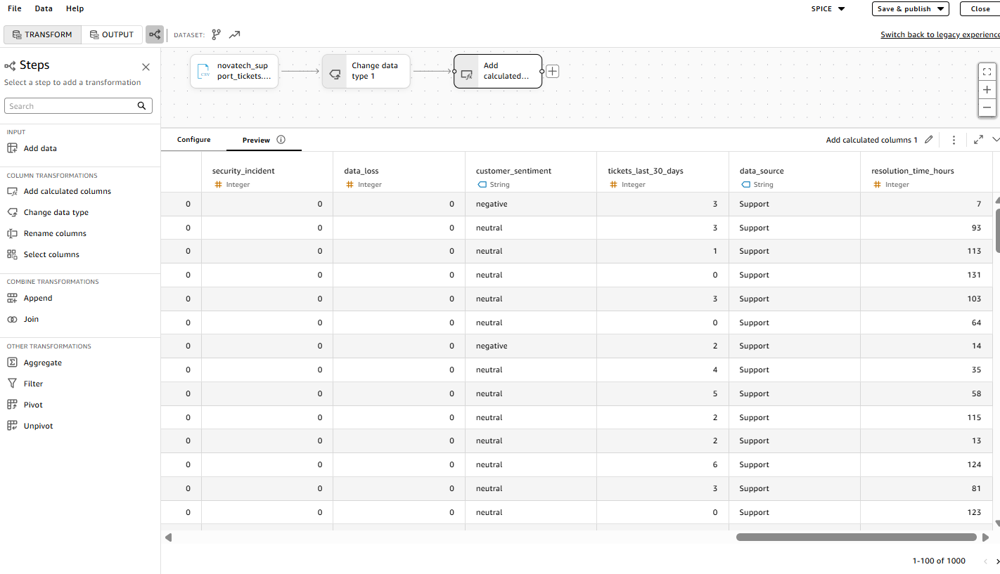 File Data Help SPICE Save & publish Close
TRANSFORM OUTPUT DATASET: Switch back to legacy experience
Steps
Select a step to add a transformation
Search
INPUT
Add data
COLUMN TRANSFORMATIONS
Add calculated columns
Change data type
Rename columns
Select columns
COMBINE TRANSFORMATIONS
Append
Join
OTHER TRANSFORMATIONS
Aggregate
Filter
Pivot
Unpivot
CSV
novatech_sup
port_tickets....
Change data
type 1
Add
calculated...
Configure Preview Add calculated columns 1
security_incident data_loss customer_sentiment tickets_last_30_days data_source resolution_time_hours
Integer Integer String Integer String Integer
0 0 0 negative 3 Support 7
0 0 0 neutral 3 Support 93
0 0 0 neutral 1 Support 113
0 0 0 neutral 0 Support 131
0 0 0 neutral 3 Support 103
0 0 0 neutral 0 Support 64
0 0 0 negative 2 Support 14
0 0 0 neutral 4 Support 35
0 0 0 neutral 5 Support 58
0 0 0 neutral 2 Support 115
0 0 0 neutral 2 Support 13
0 0 0 neutral 6 Support 124
0 0 0 neutral 3 Support 81
0 0 0 neutral 0 Support 123
1-100 of 1000